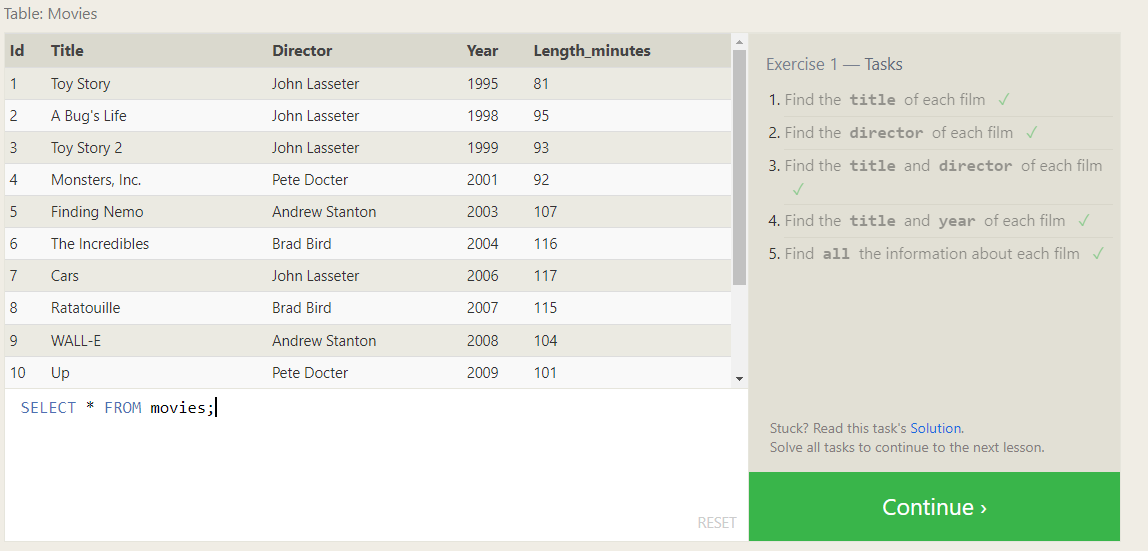 Table: Movies
Id Title Director Year Length_minutes
1 Toy Story John Lasseter 1995 81
2 A Bug's Life John Lasseter 1998 95
3 Toy Story 2 John Lasseter 1999 93
4 Monsters, Inc. Pete Docter 2001 92
5 Finding Nemo Andrew Stanton 2003 107
6 The Incredibles Brad Bird 2004 116
7 Cars John Lasseter 2006 117
8 Ratatouille Brad Bird 2007 115
9 WALL-E Andrew Stanton 2008 104
10 Up Pete Docter 2009 101
SELECT * FROM movies;
RESET
Exercise 1 — Tasks
1. Find the title of each film ✓
2. Find the director of each film ✓
3. Find the title and director of each film
✓
4. Find the title and year of each film ✓
5. Find all the information about each film ✓
Stuck? Read this task's Solution.
Solve all tasks to continue to the next lesson.
Continue ›